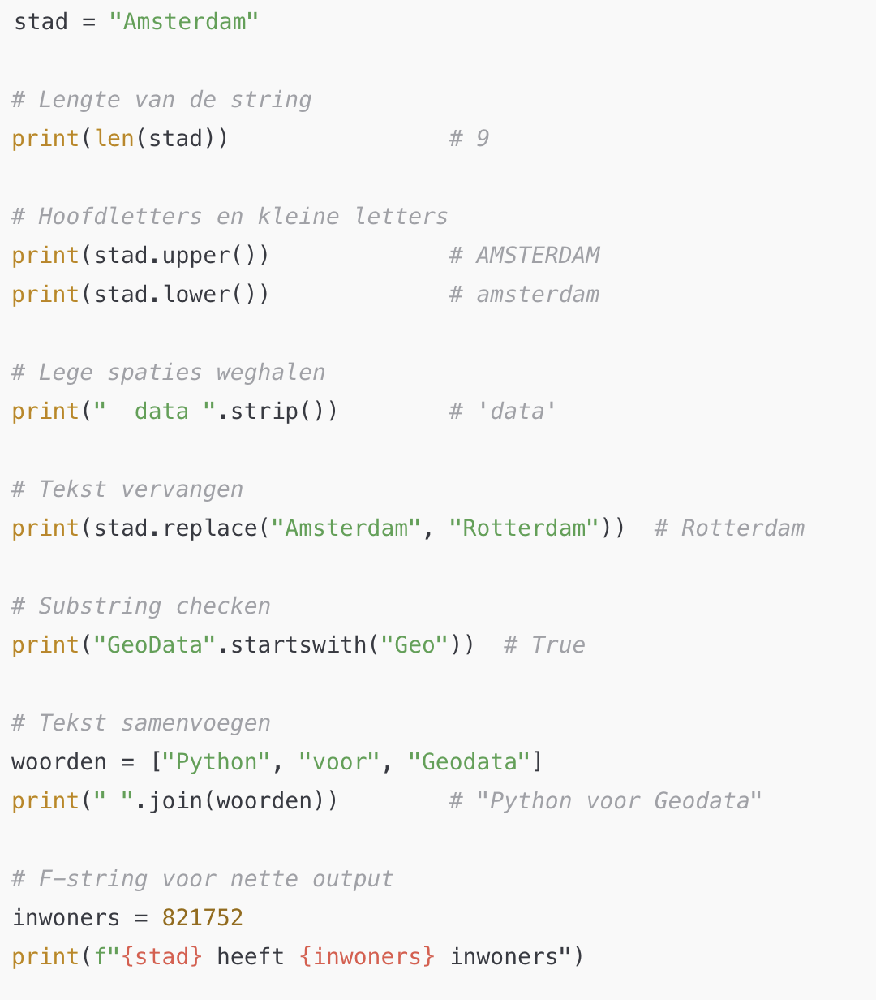 stad = "Amsterdam"
# Lengte van de string
print(len(stad))                # 9
# Hoofdletters en kleine letters
print(stad.upper())             # AMSTERDAM
print(stad.lower())             # amsterdam
# Lege spaties weghalen
print("  data ".strip())        # 'data'
# Tekst vervangen
print(stad.replace("Amsterdam", "Rotterdam"))  # Rotterdam
# Substring checken
print("GeoData".startswith("Geo"))  # True
# Tekst samenvoegen
woorden = ["Python", "voor", "Geodata"]
print(" ".join(woorden))        # "Python voor Geodata"
# F-string voor nette output
inwoners = 821752
print(f"{stad} heeft {inwoners} inwoners")